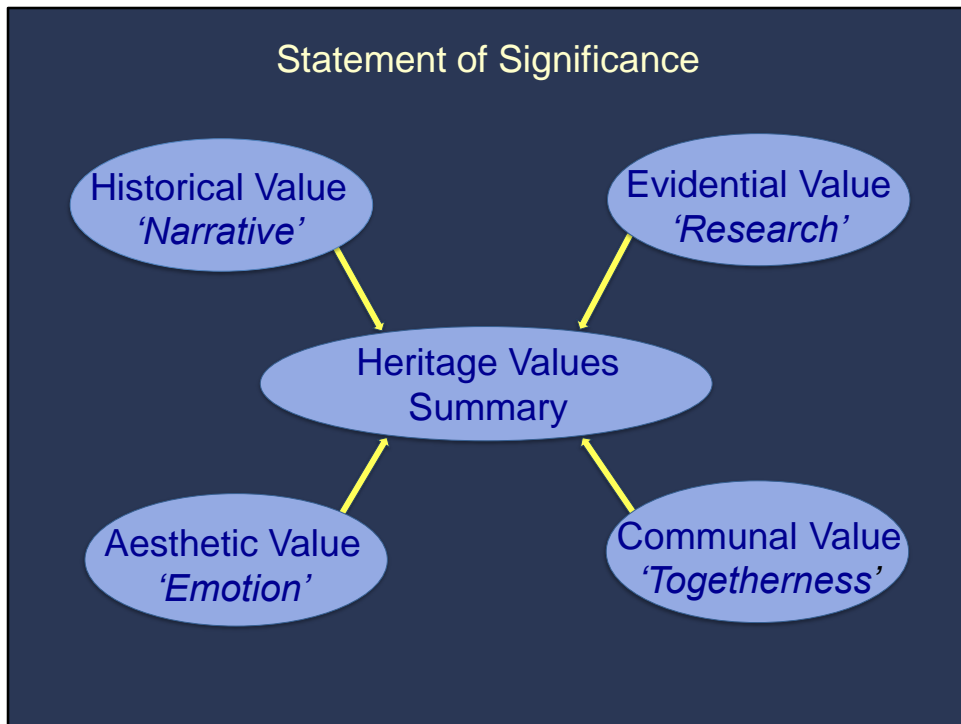 Statement of Significance
Historical Value
‘Narrative’
Evidential Value
‘Research’
Heritage Values
Summary
Aesthetic Value
‘Emotion’
Communal Value
‘Togetherness’